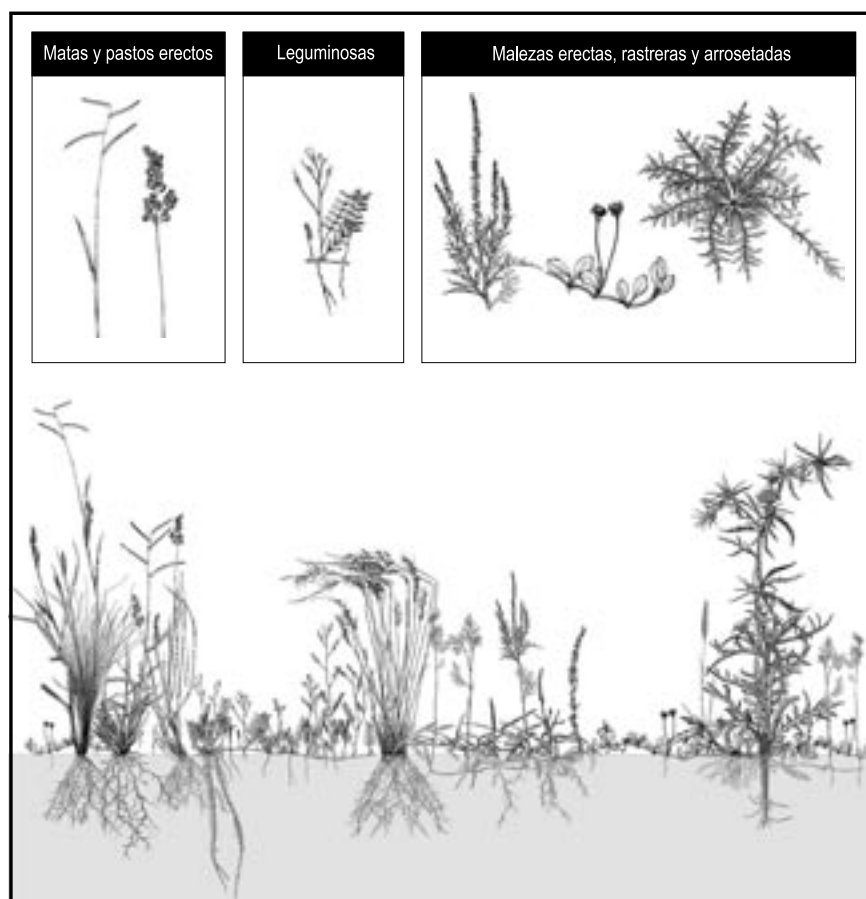 Matas y pastos erectos
Leguminosas
Malezas erectas, rastreras y arrosetadas